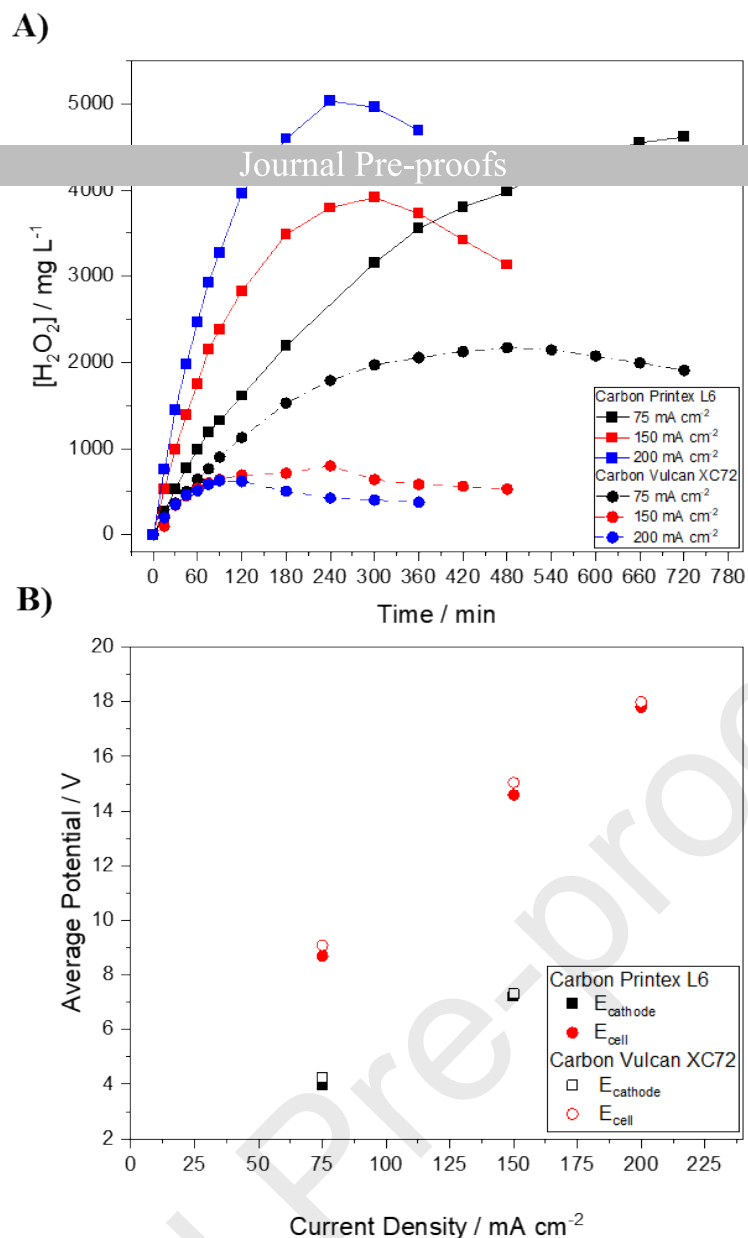 A)
5000
Journal Pre-proofs
4000
3000
2000
1000
0
[H₂O₂] / mg L⁻¹
Carbon Printex L6
75 mA cm⁻²
150 mA cm⁻²
200 mA cm⁻²
Carbon Vulcan XC72
75 mA cm⁻²
150 mA cm⁻²
200 mA cm⁻²
0 60 120 180 240 300 360 420 480 540 600 660 720 780
Time / min
B)
20
18
16
14
12
10
8
6
4
2
Average Potential / V
Carbon Printex L6
E cathode
E cell
Carbon Vulcan XC72
E cathode
E cell
0 25 50 75 100 125 150 175 200 225
Current Density / mA cm⁻²